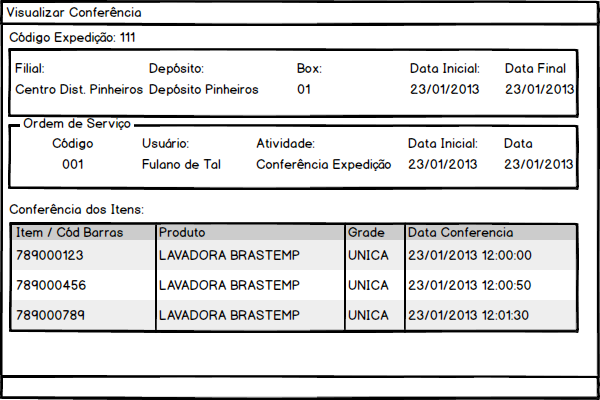 Visualizar Conferência
Código Expedição: 111
Filial: Depósito: Box: Data Inicial: Data Final
Centro Dist. Pinheiros Depósito Pinheiros 01 23/01/2013 23/01/2013
Ordem de Serviço
Código Usuário: Atividade: Data Inicial: Data
001 Fulano de Tal Conferência Expedição 23/01/2013 23/01/2013
Conferência dos Itens:
Item / Cód Barras Produto Grade Data Conferencia
789000123 LAVADORA BRASTEMP UNICA 23/01/2013 12:00:00
789000456 LAVADORA BRASTEMP UNICA 23/01/2013 12:00:50
789000789 LAVADORA BRASTEMP UNICA 23/01/2013 12:01:30